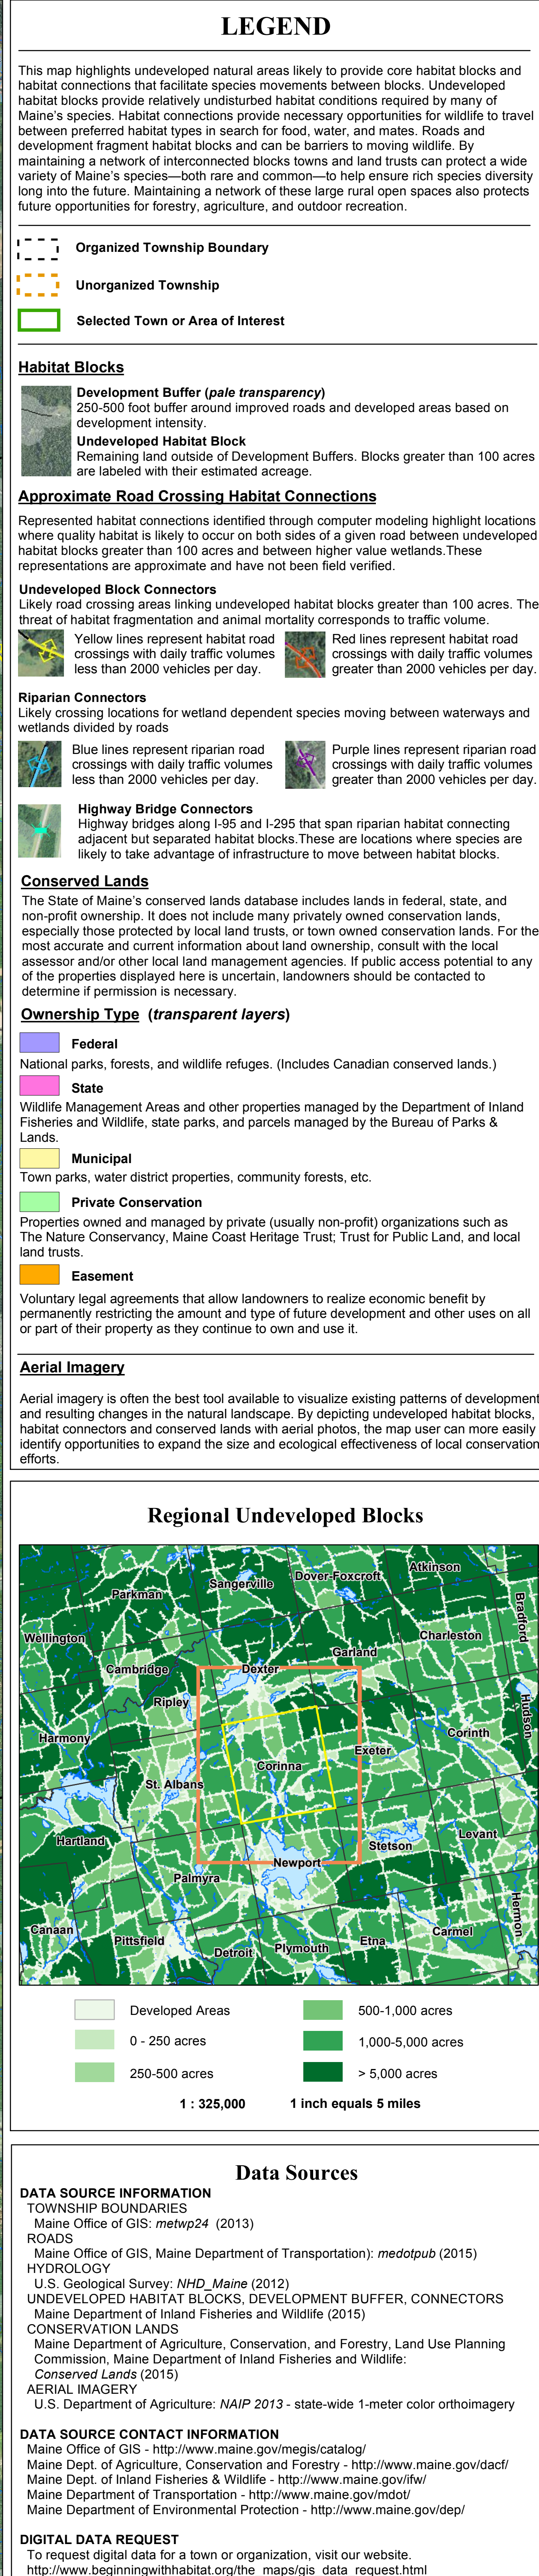 LEGEND
This map highlights undeveloped natural areas likely to provide core habitat blocks and
habitat connections that facilitate species movements between blocks. Undeveloped
habitat blocks provide relatively undisturbed habitat conditions required by many of
Maine's species. Habitat connections provide necessary opportunities for wildlife to travel
between preferred habitat types in search for food, water, and mates. Roads and
development fragment habitat blocks and can be barriers to moving wildlife. By
maintaining a network of interconnected blocks towns and land trusts can protect a wide
variety of Maine's species—both rare and common—to help ensure rich species diversity
long into the future. Maintaining a network of these large rural open spaces also protects
future opportunities for forestry, agriculture, and outdoor recreation.
Organized Township Boundary
Unorganized Township
Selected Town or Area of Interest
Habitat Blocks
Development Buffer (pale transparency)
250-500 foot buffer around improved roads and developed areas based on
development intensity.
Undeveloped Habitat Block
Remaining land outside of Development Buffers. Blocks greater than 100 acres
are labeled with their estimated acreage.
Approximate Road Crossing Habitat Connections
Represented habitat connections identified through computer modeling highlight locations
where quality habitat is likely to occur on both sides of a given road between undeveloped
habitat blocks greater than 100 acres and between higher value wetlands.These
representations are approximate and have not been field verified.
Undeveloped Block Connectors
Likely road crossing areas linking undeveloped habitat blocks greater than 100 acres. The
threat of habitat fragmentation and animal mortality corresponds to traffic volume.
Yellow lines represent habitat road
crossings with daily traffic volumes
less than 2000 vehicles per day.
Red lines represent habitat road
crossings with daily traffic volumes
greater than 2000 vehicles per day.
Riparian Connectors
Likely crossing locations for wetland dependent species moving between waterways and
wetlands divided by roads
Blue lines represent riparian road
crossings with daily traffic volumes
less than 2000 vehicles per day.
Purple lines represent riparian road
crossings with daily traffic volumes
greater than 2000 vehicles per day.
Highway Bridge Connectors
Highway bridges along I-95 and I-295 that span riparian habitat connecting
adjacent but separated habitat blocks.These are locations where species are
likely to take advantage of infrastructure to move between habitat blocks.
Conserved Lands
The State of Maine's conserved lands database includes lands in federal, state, and
non-profit ownership. It does not include many privately owned conservation lands,
especially those protected by local land trusts, or town owned conservation lands. For the
most accurate and current information about land ownership, consult with the local
assessor and/or other local land management agencies. If public access potential to any
of the properties displayed here is uncertain, landowners should be contacted to
determine if permission is necessary.
Ownership Type (transparent layers)
Federal
National parks, forests, and wildlife refuges. (Includes Canadian conserved lands.)
State
Wildlife Management Areas and other properties managed by the Department of Inland
Fisheries and Wildlife, state parks, and parcels managed by the Bureau of Parks &
Lands.
Municipal
Town parks, water district properties, community forests, etc.
Private Conservation
Properties owned and managed by private (usually non-profit) organizations such as
The Nature Conservancy, Maine Coast Heritage Trust; Trust for Public Land, and local
land trusts.
Easement
Voluntary legal agreements that allow landowners to realize economic benefit by
permanently restricting the amount and type of future development and other uses on all
or part of their property as they continue to own and use it.
Aerial Imagery
Aerial imagery is often the best tool available to visualize existing patterns of development
and resulting changes in the natural landscape. By depicting undeveloped habitat blocks,
habitat connectors and conserved lands with aerial photos, the map user can more easily
identify opportunities to expand the size and ecological effectiveness of local conservation
efforts.
Regional Undeveloped Blocks
Atkinson
Dover-Foxcroft
Sangerville
Parkman
Bradford
Charleston
Wellington
Garland
Cambridge
Dexter
Ripley
Hudson
Corinth
Harmony
Exeter
Corinna
St. Albans
Levant
Hartland
Stetson
Newport
Palmyra
Hermon
Canaan
Carmel
Pittsfield
Etna
Plymouth
Detroit
Developed Areas
0 - 250 acres
250-500 acres
500-1,000 acres
1,000-5,000 acres
> 5,000 acres
1 : 325,000 1 inch equals 5 miles
Data Sources
DATA SOURCE INFORMATION
TOWNSHIP BOUNDARIES
Maine Office of GIS: metwp24 (2013)
ROADS
Maine Office of GIS, Maine Department of Transportation): medotpub (2015)
HYDROLOGY
U.S. Geological Survey: NHD_Maine (2012)
UNDEVELOPED HABITAT BLOCKS, DEVELOPMENT BUFFER, CONNECTORS
Maine Department of Inland Fisheries and Wildlife (2015)
CONSERVATION LANDS
Maine Department of Agriculture, Conservation, and Forestry, Land Use Planning
Commission, Maine Department of Inland Fisheries and Wildlife:
Conserved Lands (2015)
AERIAL IMAGERY
U.S. Department of Agriculture: NAIP 2013 - state-wide 1-meter color orthoimagery
DATA SOURCE CONTACT INFORMATION
Maine Office of GIS - http://www.maine.gov/megis/catalog/
Maine Dept. of Agriculture, Conservation and Forestry - http://www.maine.gov/dacf/
Maine Dept. of Inland Fisheries & Wildlife - http://www.maine.gov/ifw/
Maine Department of Transportation - http://www.maine.gov/mdot/
Maine Department of Environmental Protection - http://www.maine.gov/dep/
DIGITAL DATA REQUEST
To request digital data for a town or organization, visit our website.
http://www.beginningwithhabitat.org/the_maps/gis_data_request.html